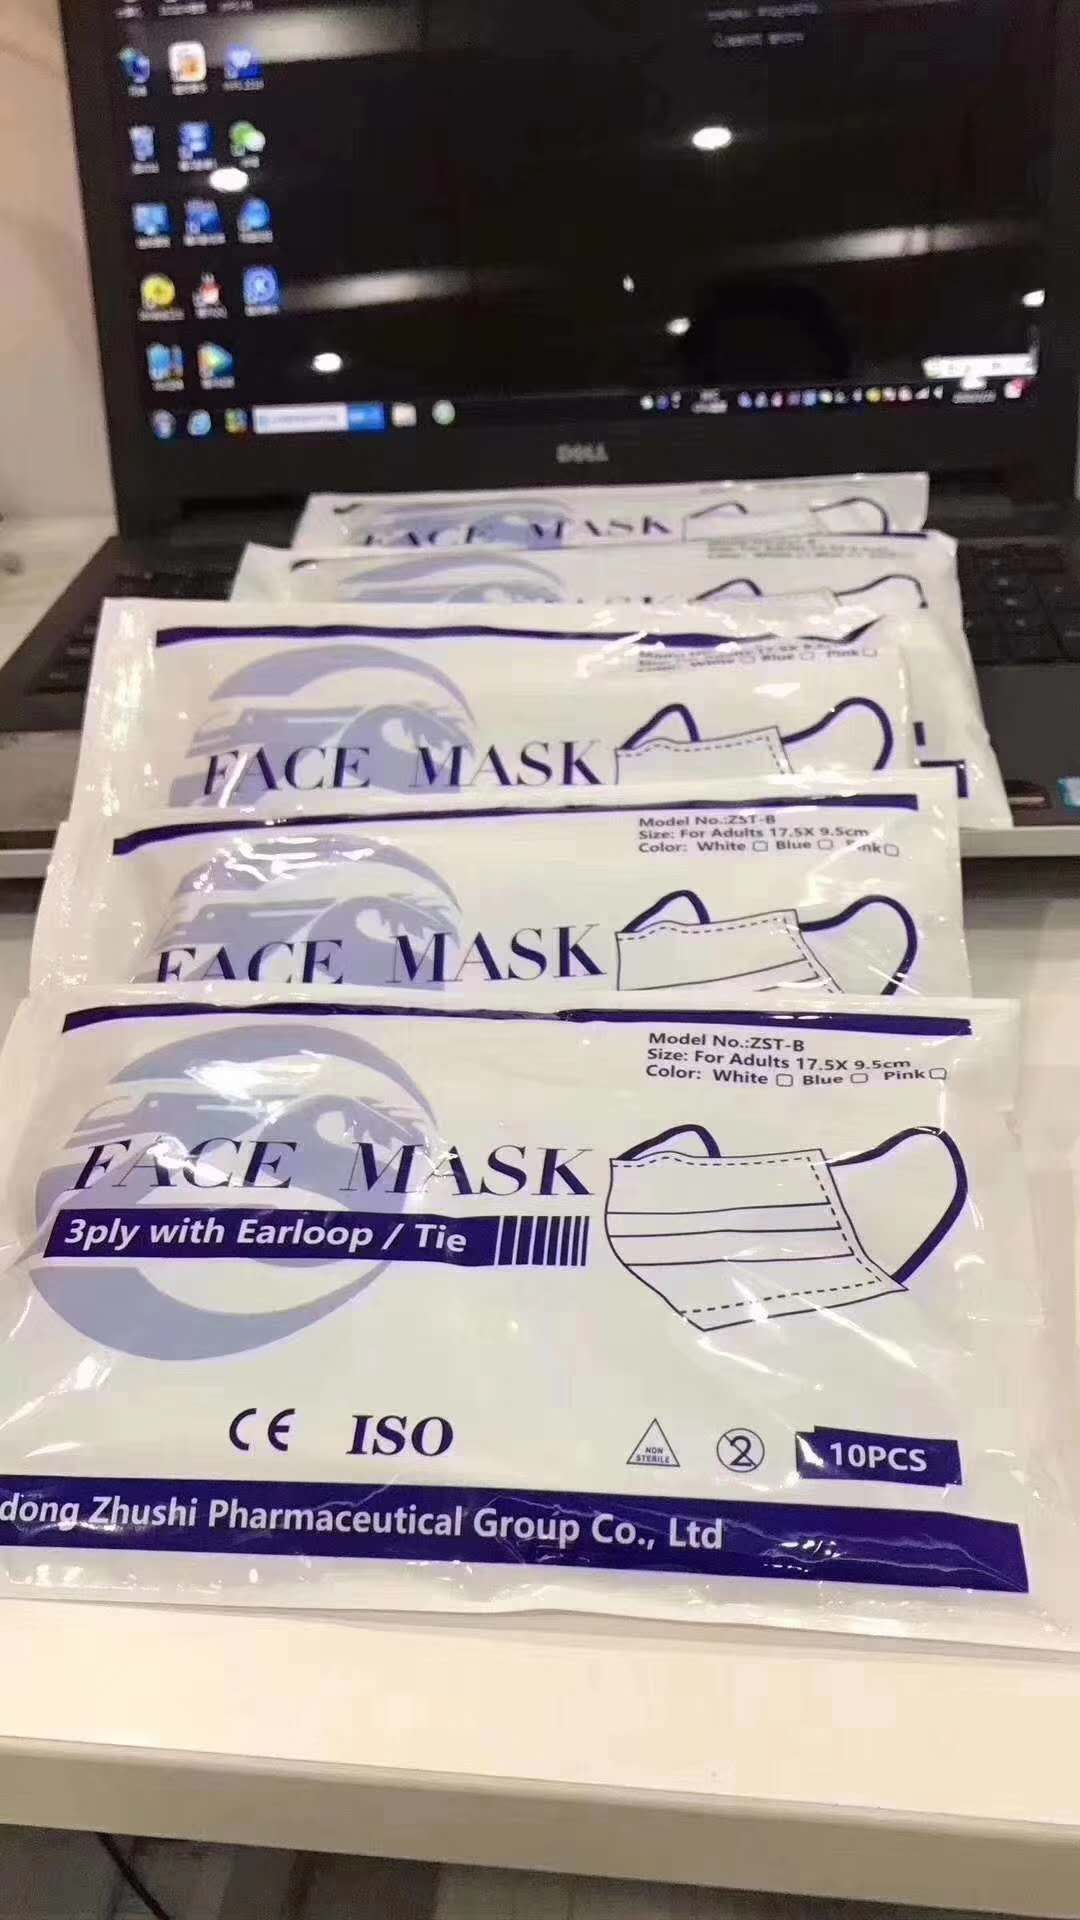 DELL
FACE MASK
MASK
White Blue Pink
FACE MASK
Model No.:ZST-B
Size: For Adults 17.5X 9.5cm
Color: White Blue
FACE MASK
Model No.:ZST-B
Size: For Adults 17.5X 9.5cm
Color: White Blue Pink
FACE MASK
3ply with Earloop / Tie
CE ISO
NON
STERILE
2
10PCS
dong Zhushi Pharmaceutical Group Co., Ltd